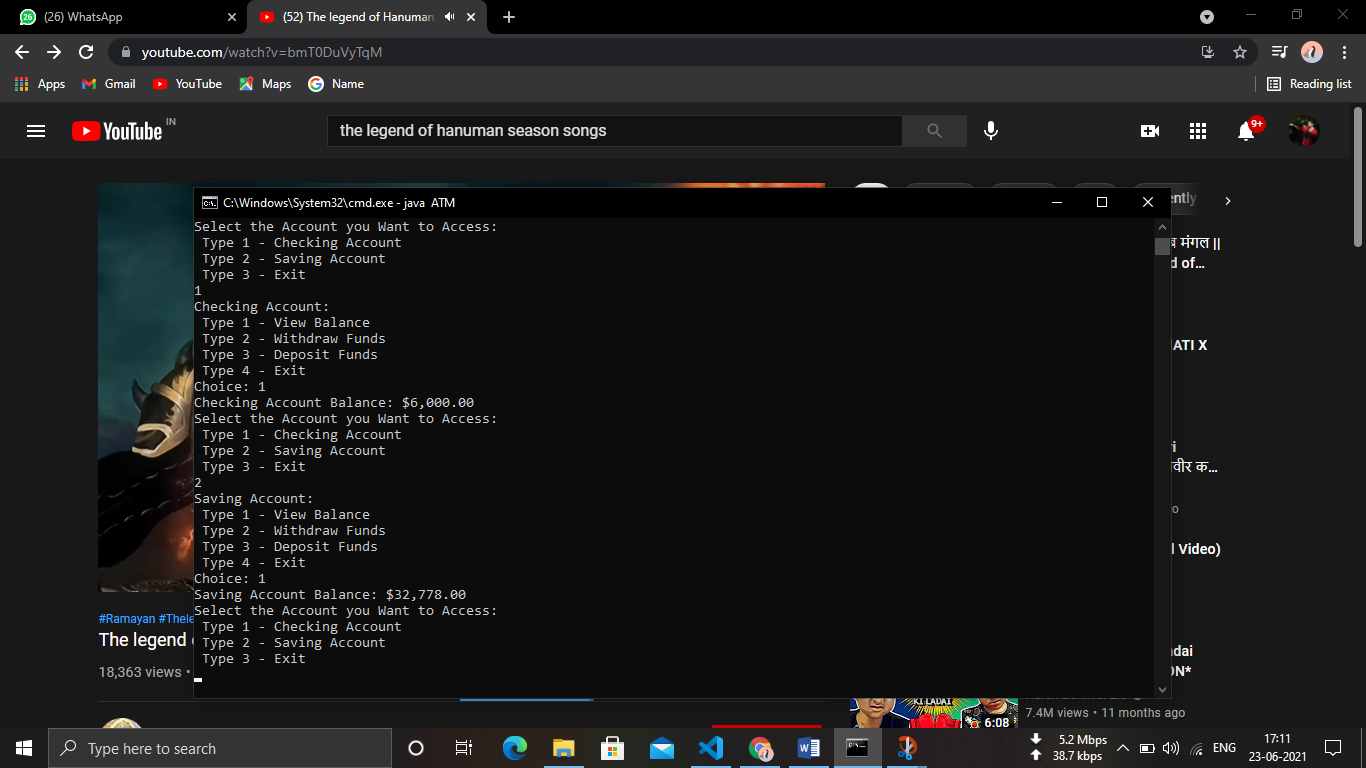 (26) WhatsApp
(52) The legend of Hanuman
youtube.com/watch?v=bmT0DuVyTqM
Apps Gmail YouTube Maps Name Reading list
YouTube IN
the legend of hanuman season songs
9+
C:\Windows\System32\cmd.exe - java ATM
Select the Account you Want to Access:
Type 1 - Checking Account
Type 2 - Saving Account
Type 3 - Exit
1
Checking Account:
Type 1 - View Balance
Type 2 - Withdraw Funds
Type 3 - Deposit Funds
Type 4 - Exit
Choice: 1
Checking Account Balance: $6,000.00
Select the Account you Want to Access:
Type 1 - Checking Account
Type 2 - Saving Account
Type 3 - Exit
2
Saving Account:
Type 1 - View Balance
Type 2 - Withdraw Funds
Type 3 - Deposit Funds
Type 4 - Exit
Choice: 1
Saving Account Balance: $32,778.00
Select the Account you Want to Access:
Type 1 - Checking Account
Type 2 - Saving Account
Type 3 - Exit
मंगल ||
of...
X
वीर क...
Video)
#Ramayan
The legend
18,363 views •
KI LADAI
6:08
7.4M views • 11 months ago
Type here to search
5.2 Mbps
38.7 kbps
ENG
17:11
23-06-2021